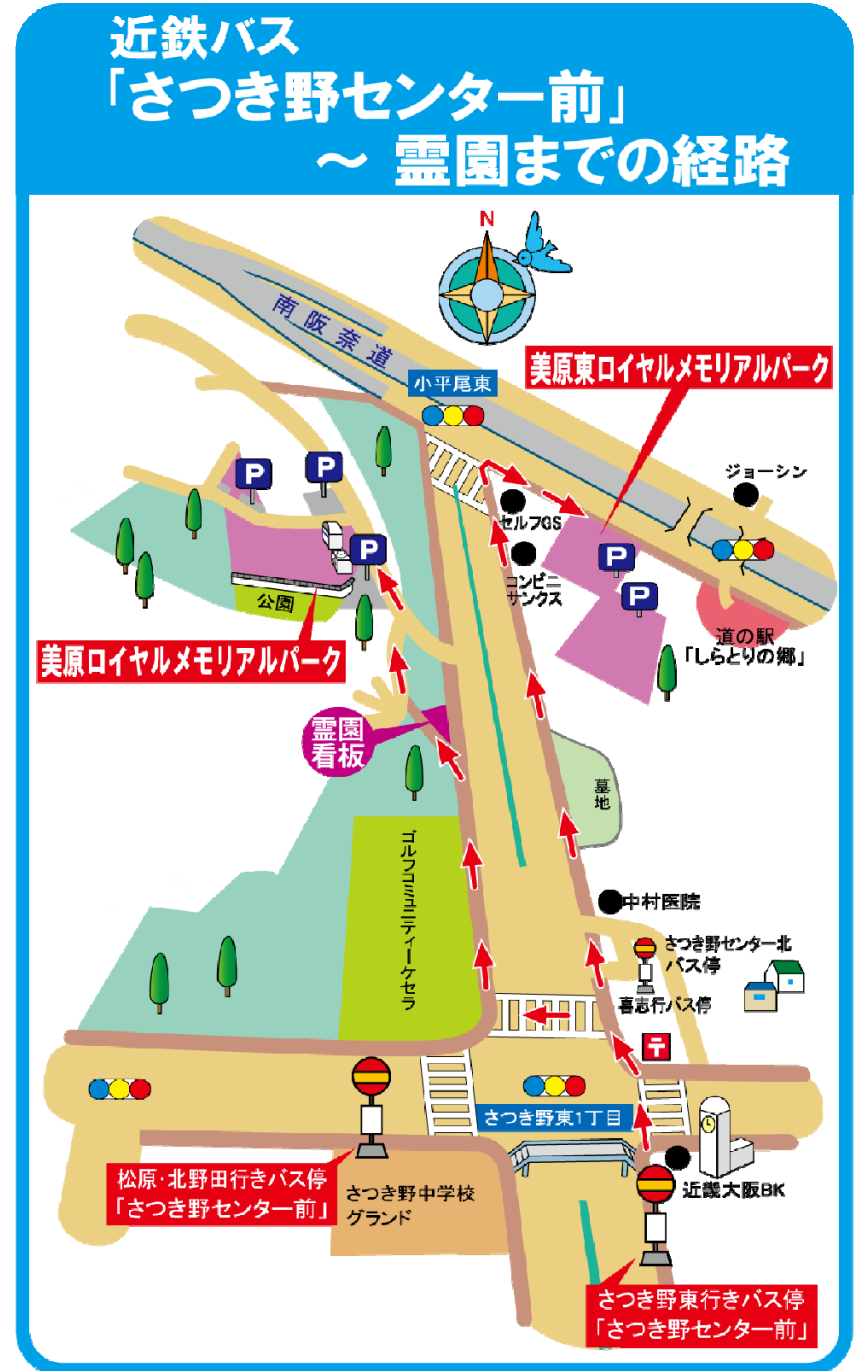 近鉄バス
「さつき野センター前」
～ 霊園までの経路
N
南阪奈道
小平尾東
美原東ロイヤルメモリアルパーク
ジョーシン
P
P
セルフGS
P
P
コンビニ
サンクス
P
公園
道の駅
「しらとりの郷」
美原ロイヤルメモリアルパーク
霊園
看板
墓地
ゴルフコミュニティーケセラ
中村医院
さつき野センター北
バス停
喜志行バス停
〒
さつき野東1丁目
松原・北野田行きバス停
「さつき野センター前」
さつき野中学校
グランド
近畿大阪BK
さつき野東行きバス停
「さつき野センター前」